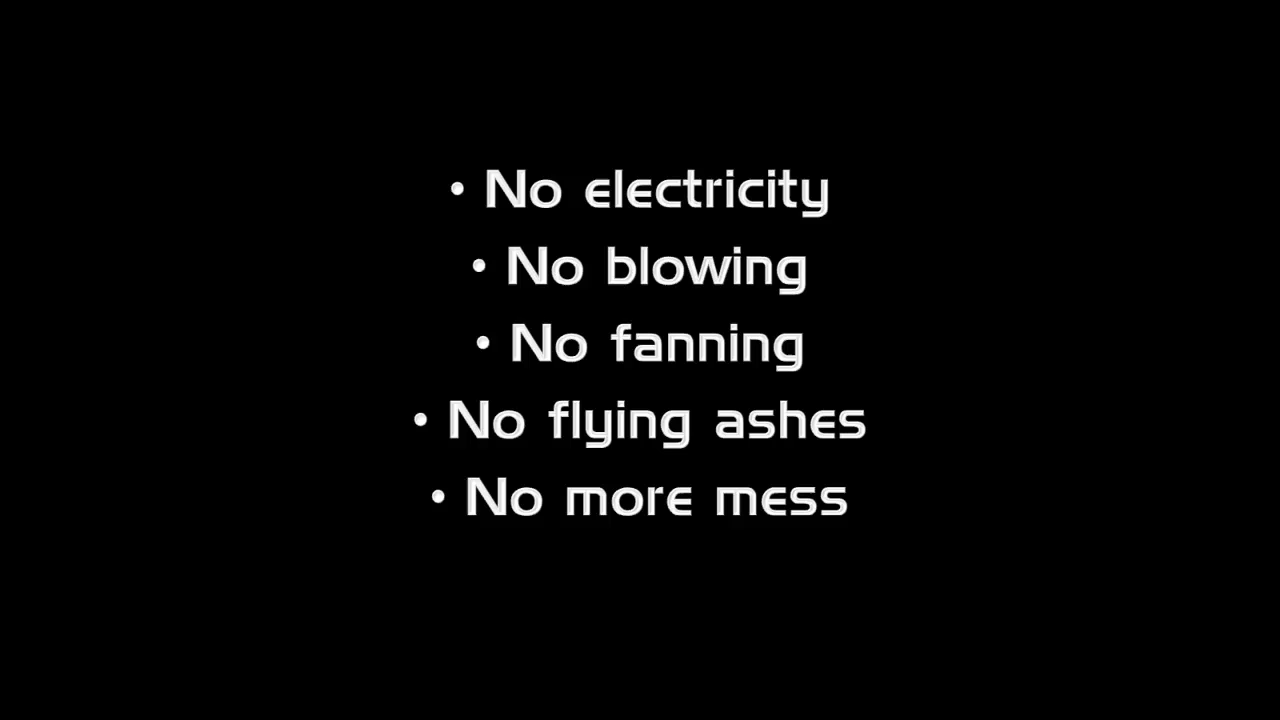 • No electricity
• No blowing
• No fanning
• No flying ashes
• No more mess